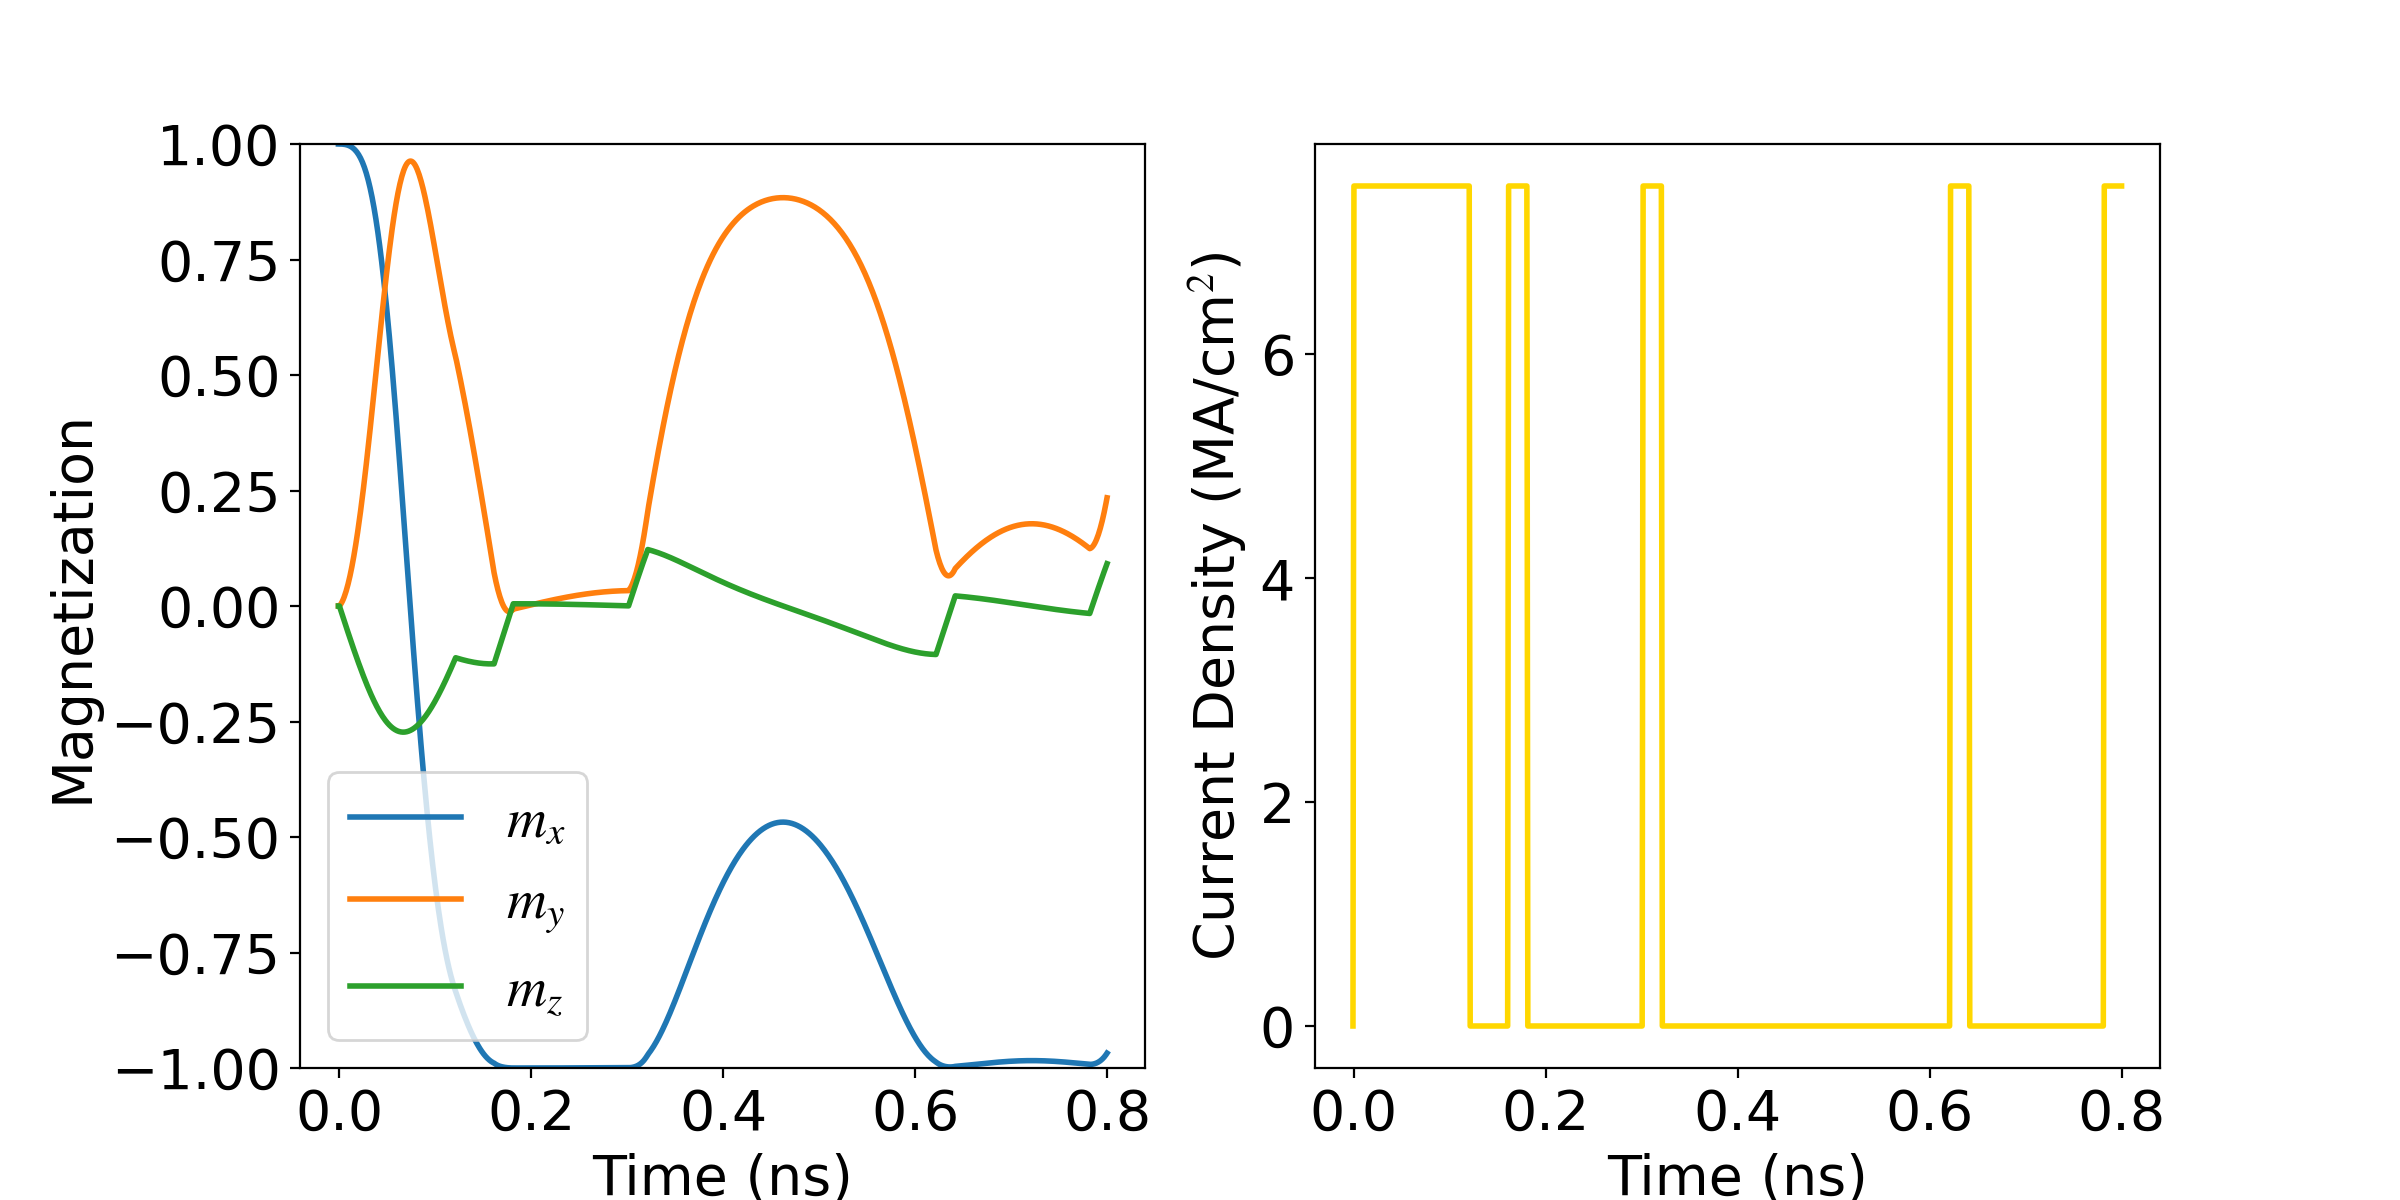 1.00
0.75
0.50
0.25
0.00
−0.25
−0.50
−0.75
−1.00
Magnetization
m_x
m_y
m_z
0.0 0.2 0.4 0.6 0.8
Time (ns)
6
4
2
0
Current Density (MA/cm²)
0.0 0.2 0.4 0.6 0.8
Time (ns)